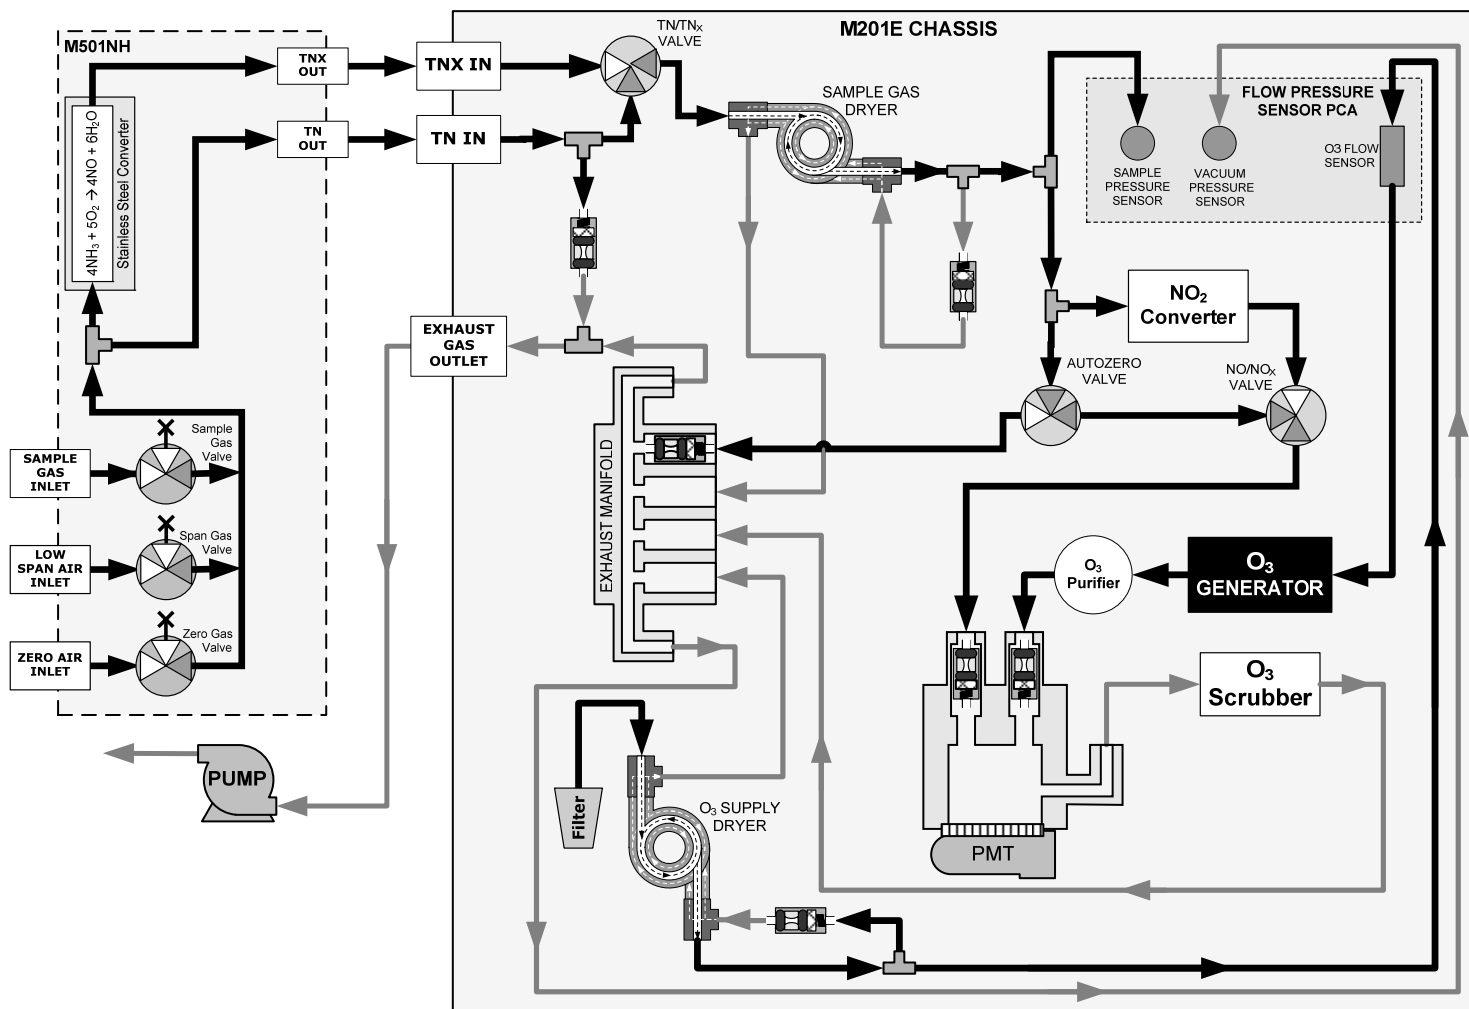 M201E CHASSIS
M501NH
TNX
OUT
TNX IN
TN/TNX
VALVE
TN
OUT
TN IN
SAMPLE GAS
DRYER
FLOW PRESSURE
SENSOR PCA
SAMPLE
PRESSURE
SENSOR
VACUUM
PRESSURE
SENSOR
O3 FLOW
SENSOR
4NH3 + 5O2 → 4NO + 6H2O
Stainless Steel Converter
EXHAUST
GAS
OUTLET
NO2
Converter
AUTOZERO
VALVE
NO/NOX
VALVE
Sample
Gas
Valve
SAMPLE
GAS
INLET
Span Gas
Valve
LOW
SPAN AIR
INLET
Zero Gas
Valve
ZERO AIR
INLET
EXHAUST MANIFOLD
O3
Purifier
O3
GENERATOR
O3
Scrubber
PUMP
Filter
O3 SUPPLY
DRYER
PMT